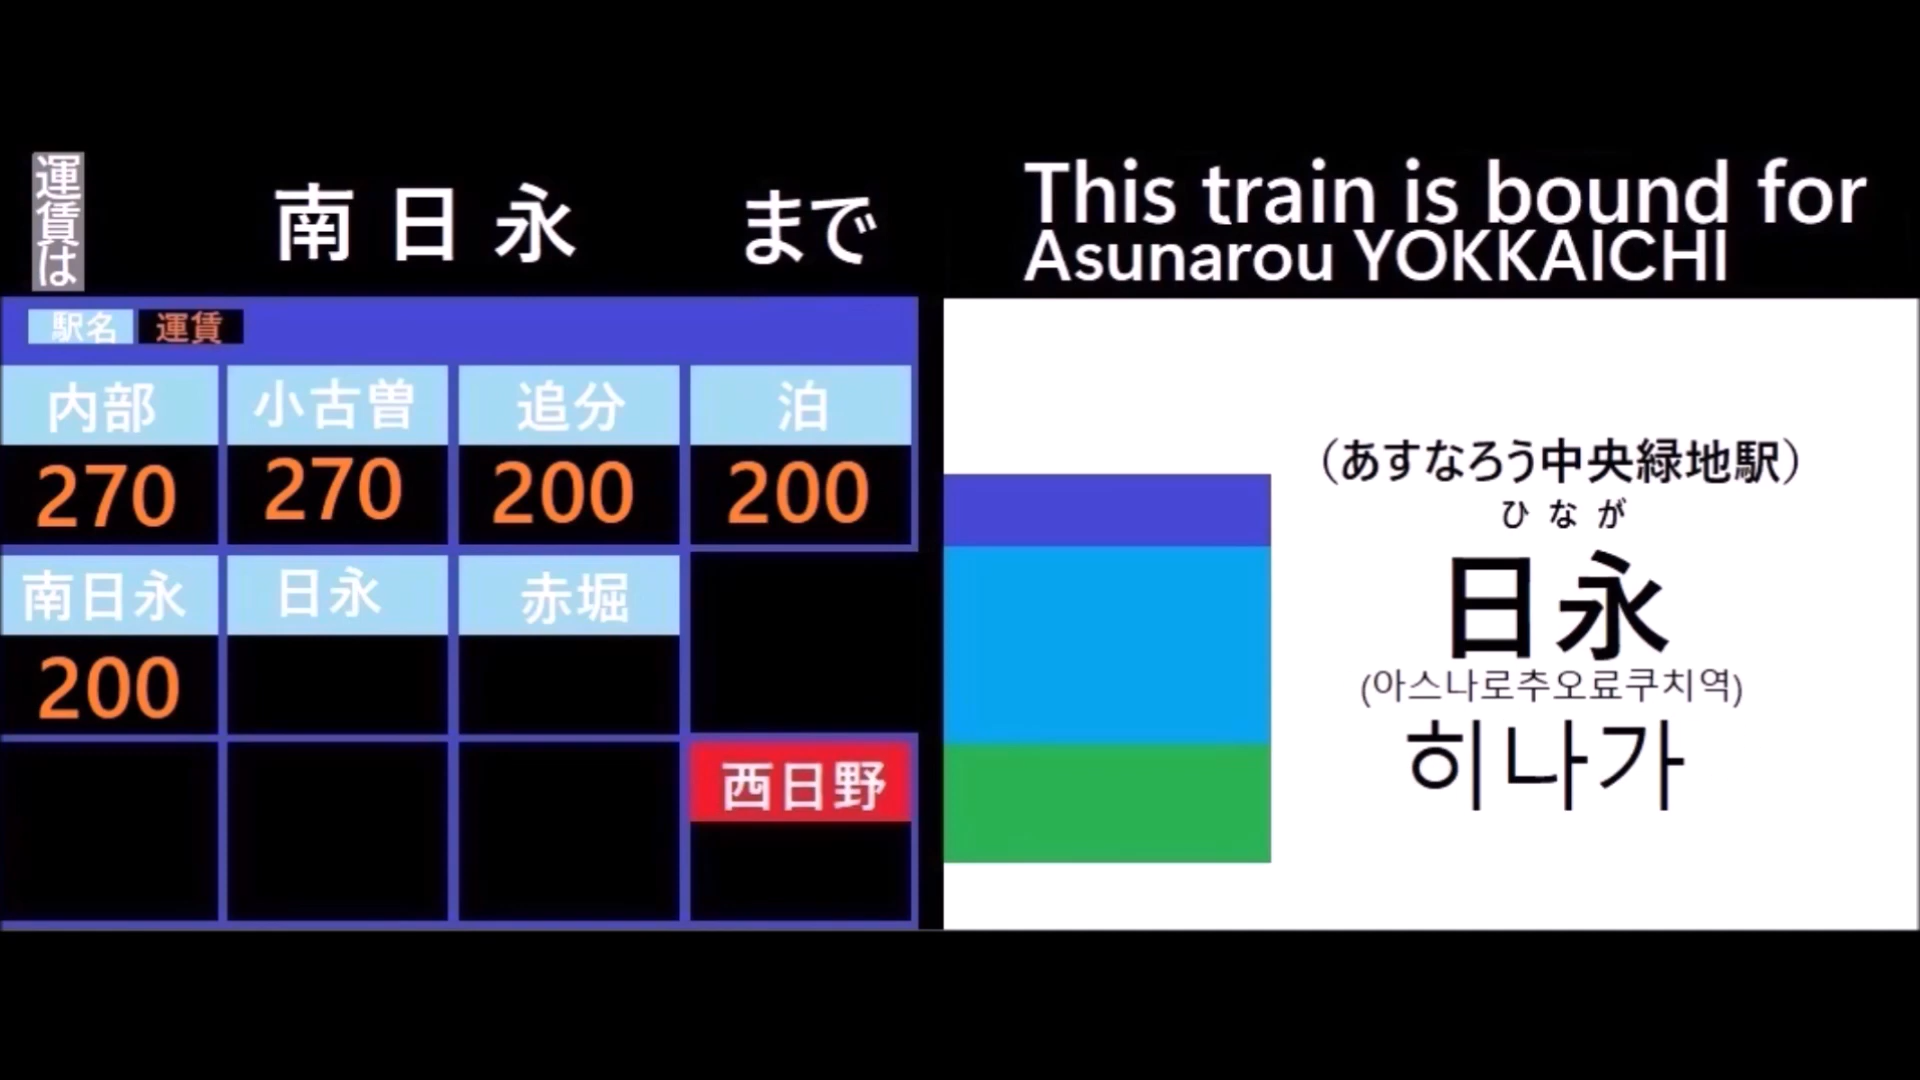 運賃は
南日永 まで
駅名 運賃
内部 小古曽 追分 泊
270 270 200 200
南日永 日永 赤堀
200
西日野
This train is bound for
Asunarou YOKKAICHI
（あすなろう中央緑地駅）
ひなが
日永
(아스나로추오료쿠치역)
히나가